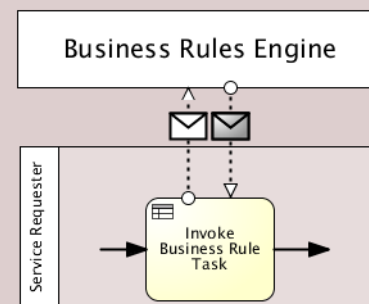 Business Rules Engine
Service Requester
Invoke
Business Rule
Task